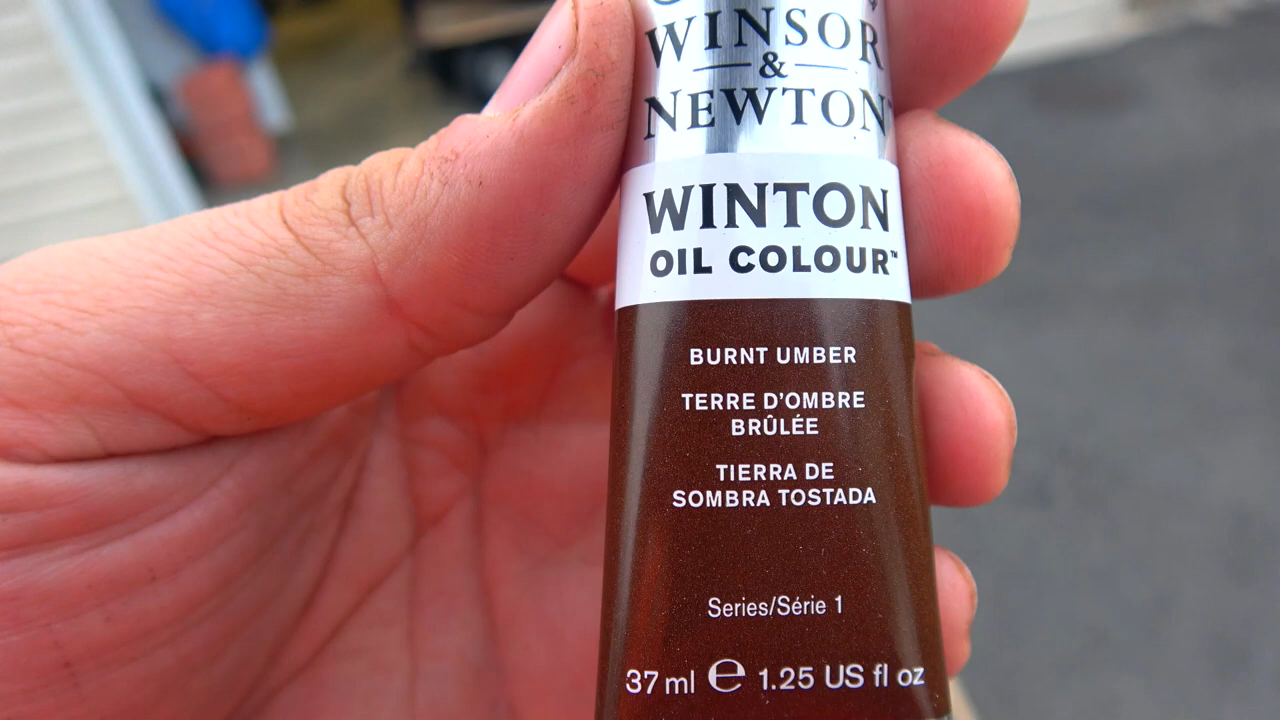 WINSOR
&
NEWTON
WINTON
OIL COLOUR™
BURNT UMBER
TERRE D'OMBRE
BRÛLÉE
TIERRA DE
SOMBRA TOSTADA
Series/Série 1
37 ml ℮ 1.25 US fl oz